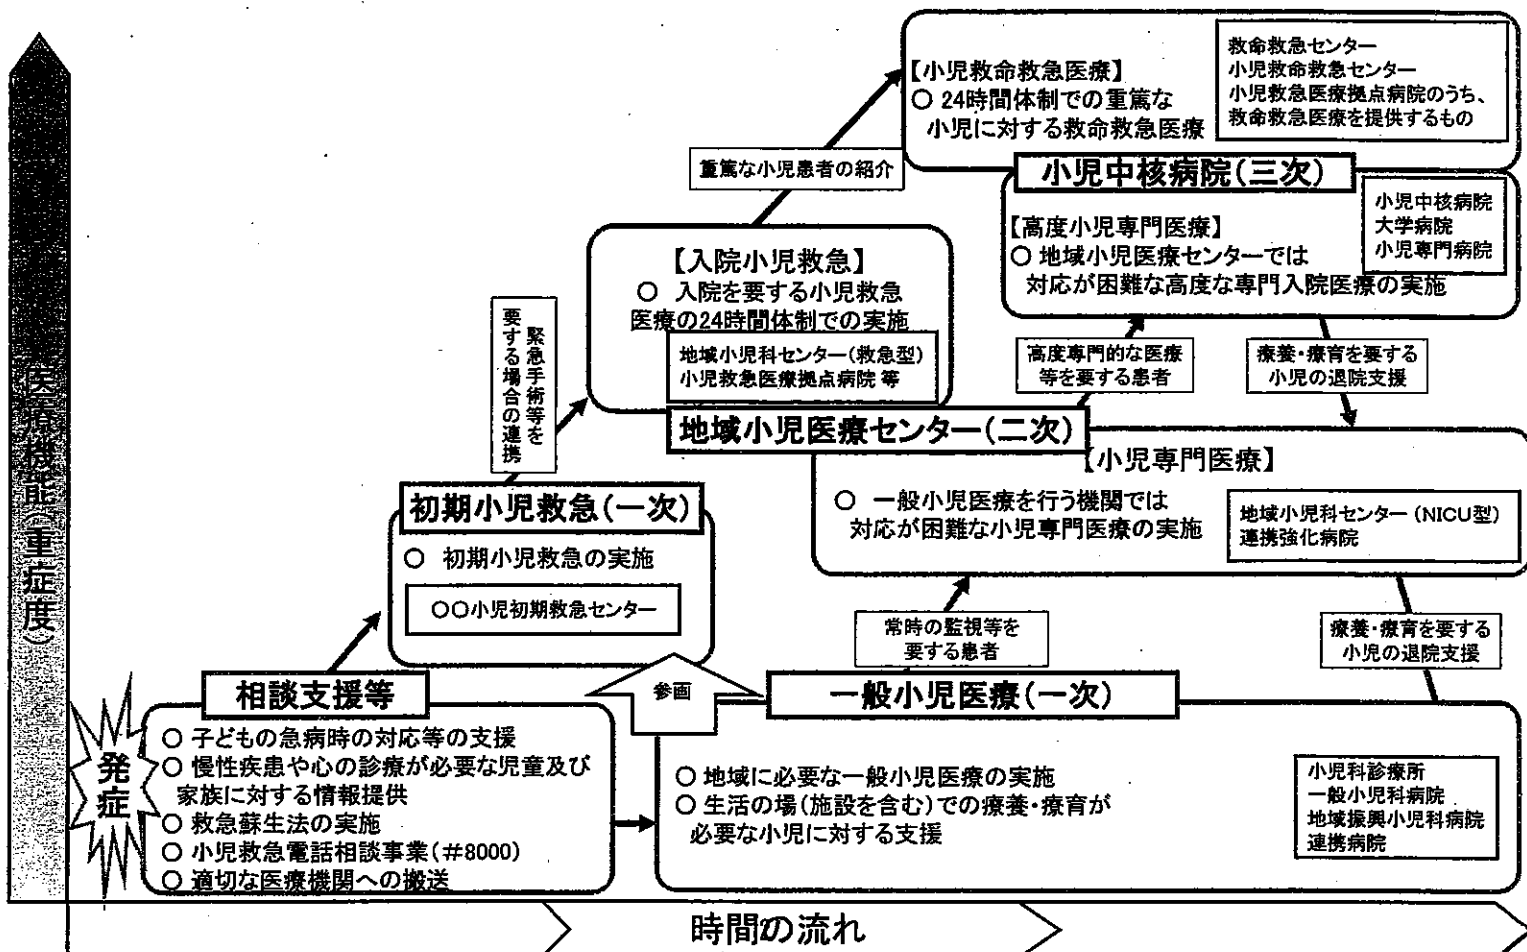 救命救急センター
小児救命救急センター
小児救急医療拠点病院のうち、
救命救急医療を提供するもの
【小児救命救急医療】
○ 24時間体制での重篤な
小児に対する救命救急医療
重篤な小児患者の紹介
小児中核病院(三次)
小児中核病院
大学病院
小児専門病院
【高度小児専門医療】
○ 地域小児医療センターでは
対応が困難な高度な専門入院医療の実施
【入院小児救急】
○ 入院を要する小児救急
医療の24時間体制での実施
地域小児科センター(救急型)
小児救急医療拠点病院 等
緊急手術等を
要する場合の連携
高度専門的な医療
等を要する患者
療養・療育を要する
小児の退院支援
地域小児医療センター(二次)
【小児専門医療】
○ 一般小児医療を行う機関では
対応が困難な小児専門医療の実施
地域小児科センター (NICU型)
連携強化病院
初期小児救急(一次)
○ 初期小児救急の実施
○○小児初期救急センター
常時の監視等を
要する患者
療養・療育を要する
小児の退院支援
医療機能(重症度)
相談支援等
参画
一般小児医療(一次)
発症
○ 子どもの急病時の対応等の支援
○ 慢性疾患や心の診療が必要な児童及び
家族に対する情報提供
○ 救急蘇生法の実施
○ 小児救急電話相談事業(#8000)
○ 適切な医療機関への搬送
○ 地域に必要な一般小児医療の実施
○ 生活の場(施設を含む)での療養・療育が
必要な小児に対する支援
小児科診療所
一般小児科病院
地域振興小児科病院
連携病院
時間の流れ